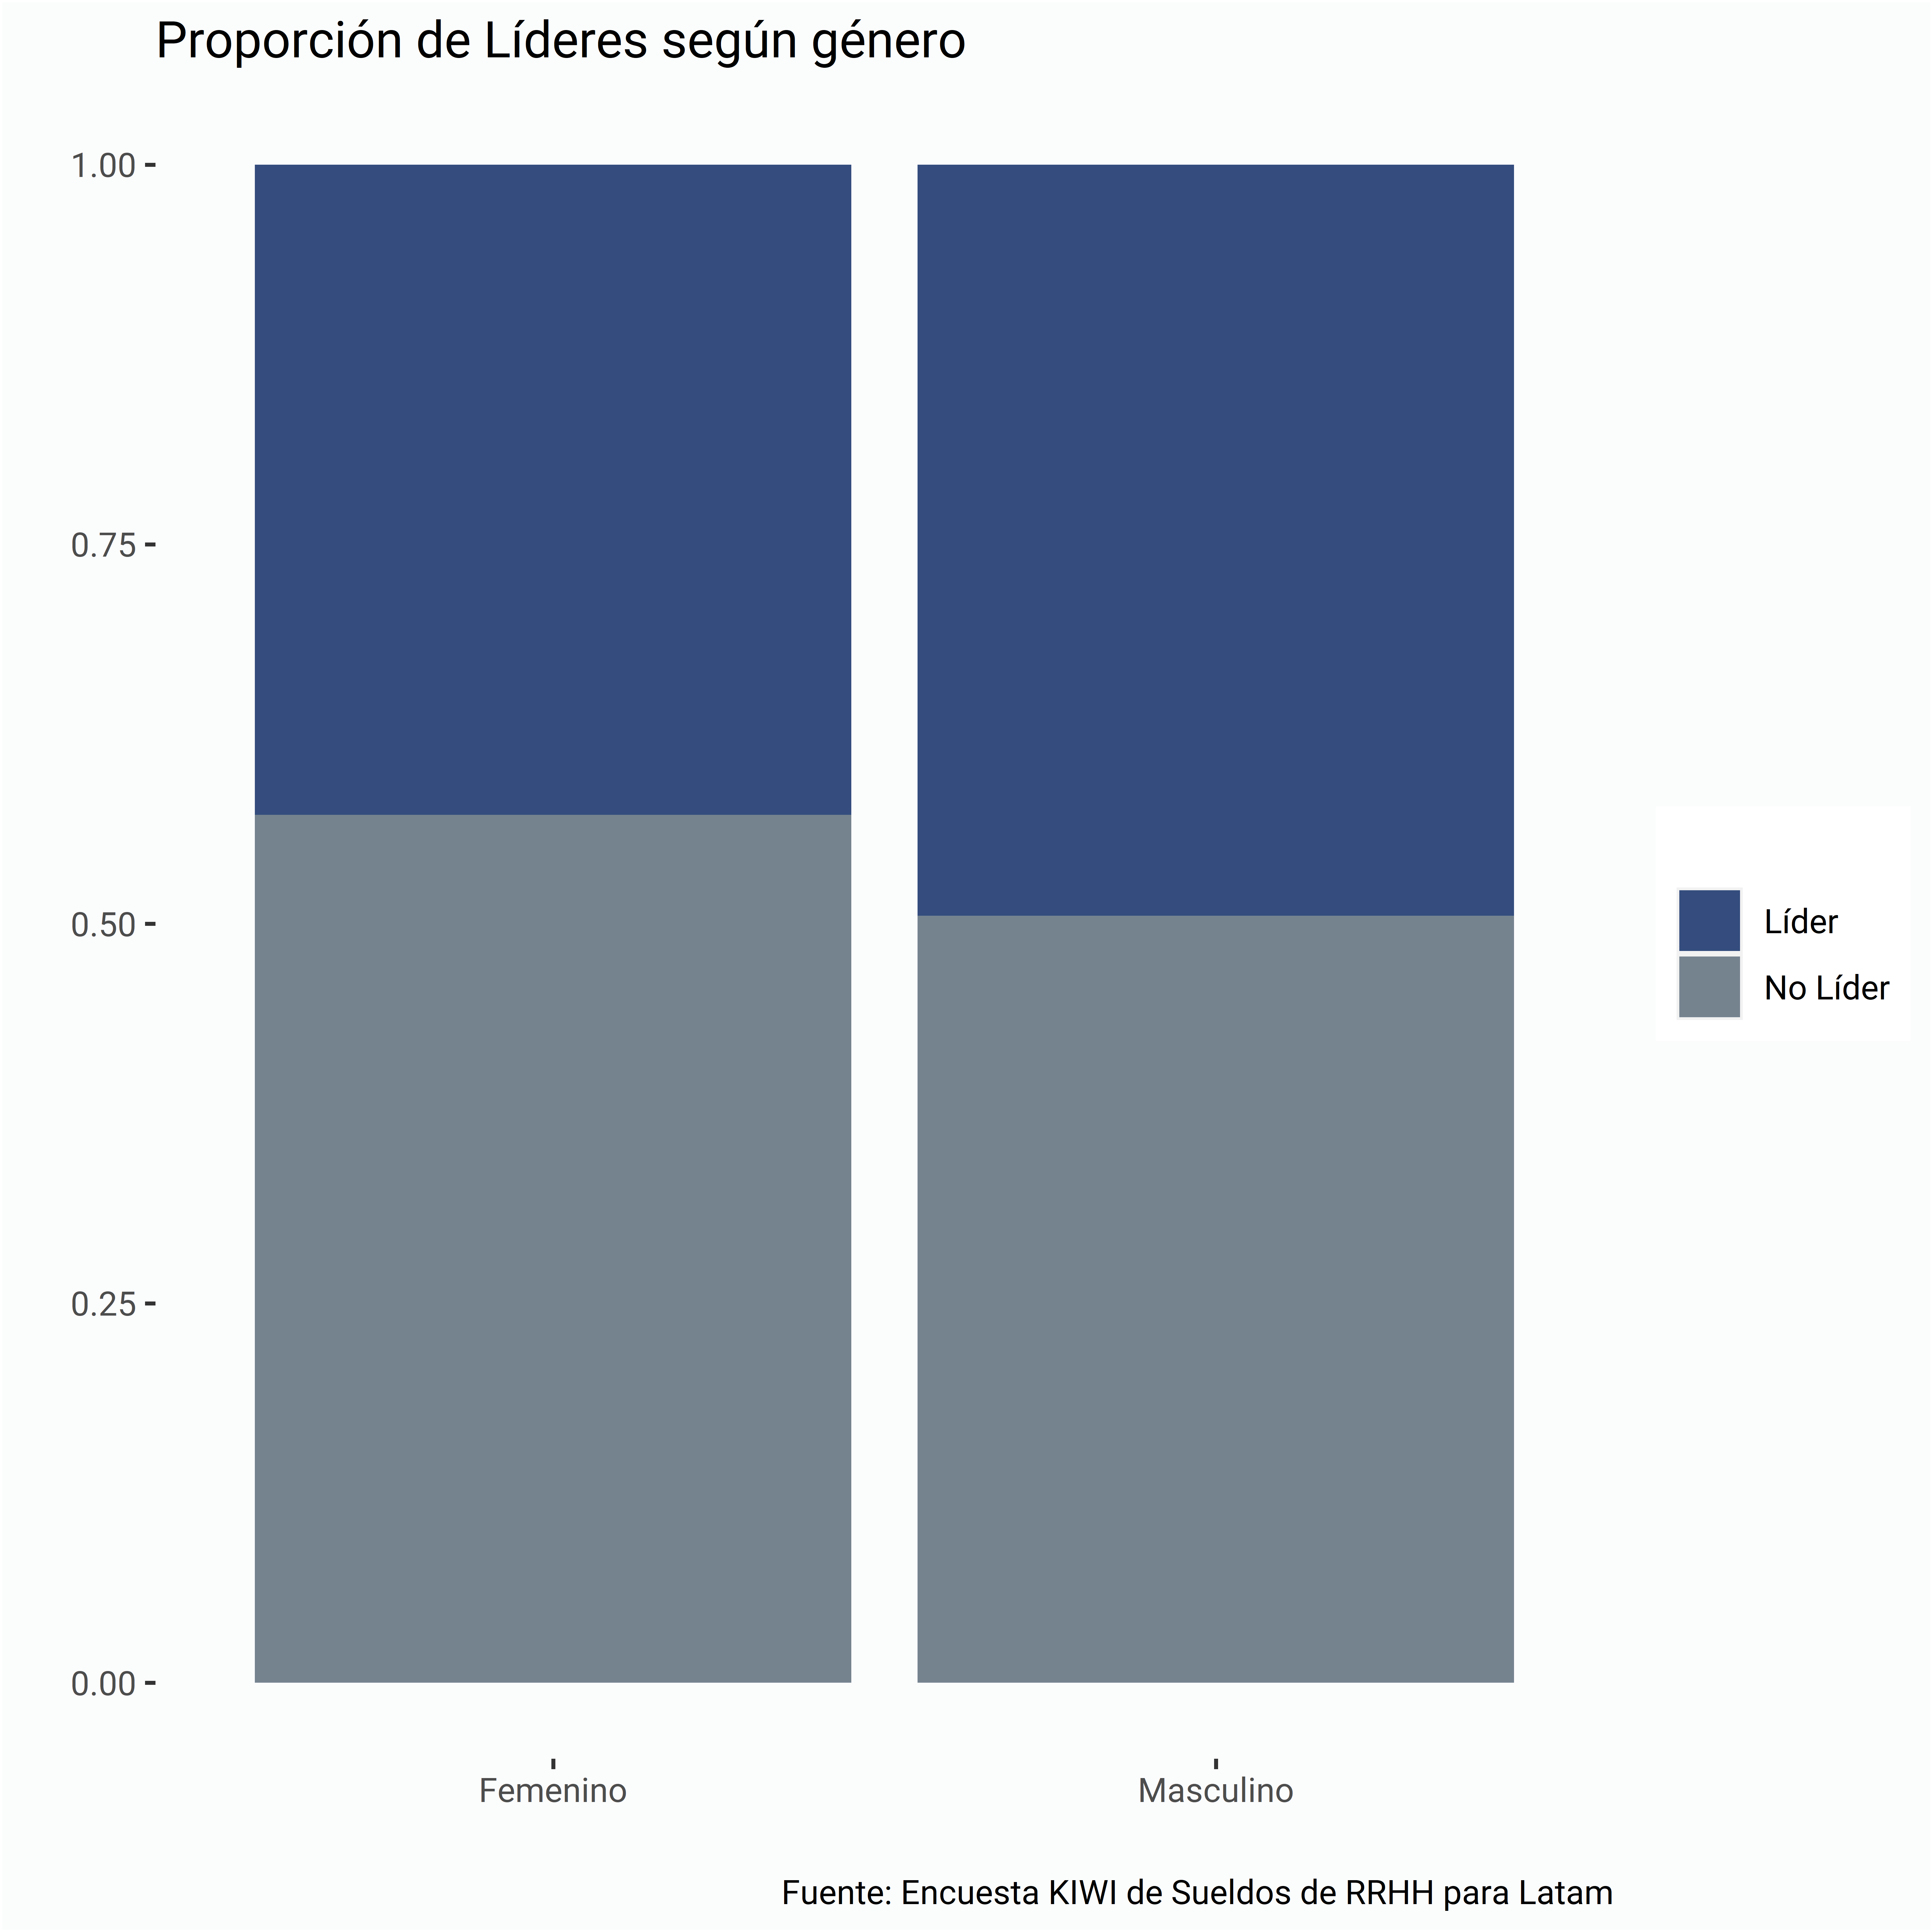 Proporción de Líderes según género
1.00
0.75
0.50
0.25
0.00
Femenino
Masculino
Líder
No Líder
Fuente: Encuesta KIWI de Sueldos de RRHH para Latam